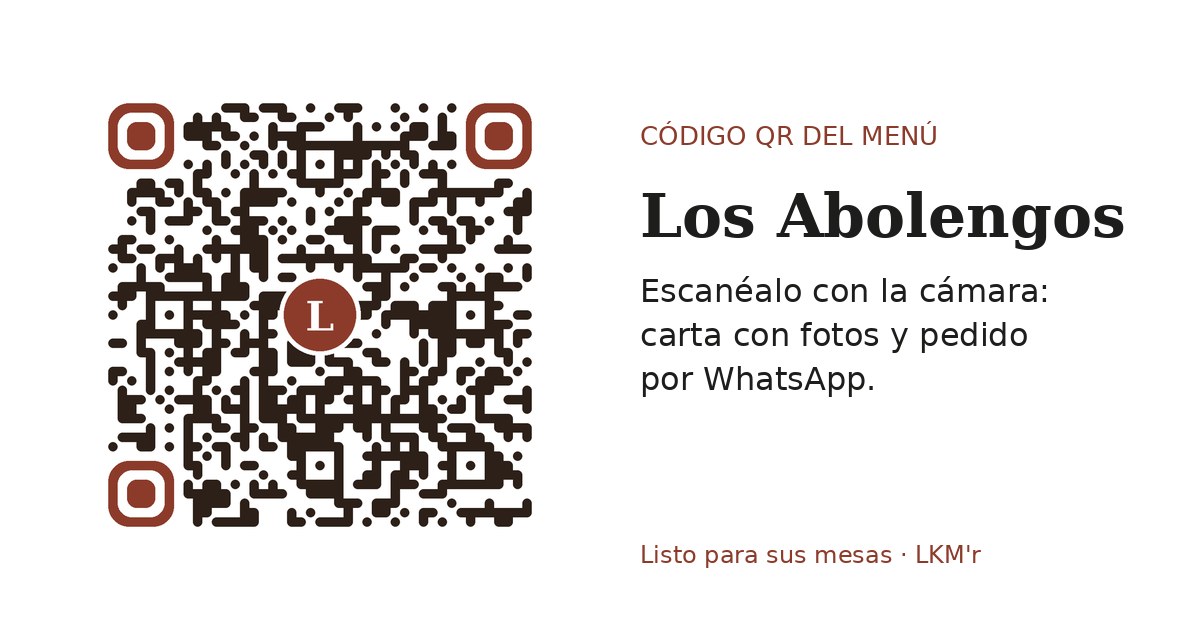 L
CÓDIGO QR DEL MENÚ
Los Abolengos
Escanéalo con la cámara:
carta con fotos y pedido
por WhatsApp.
Listo para sus mesas · LKM'r